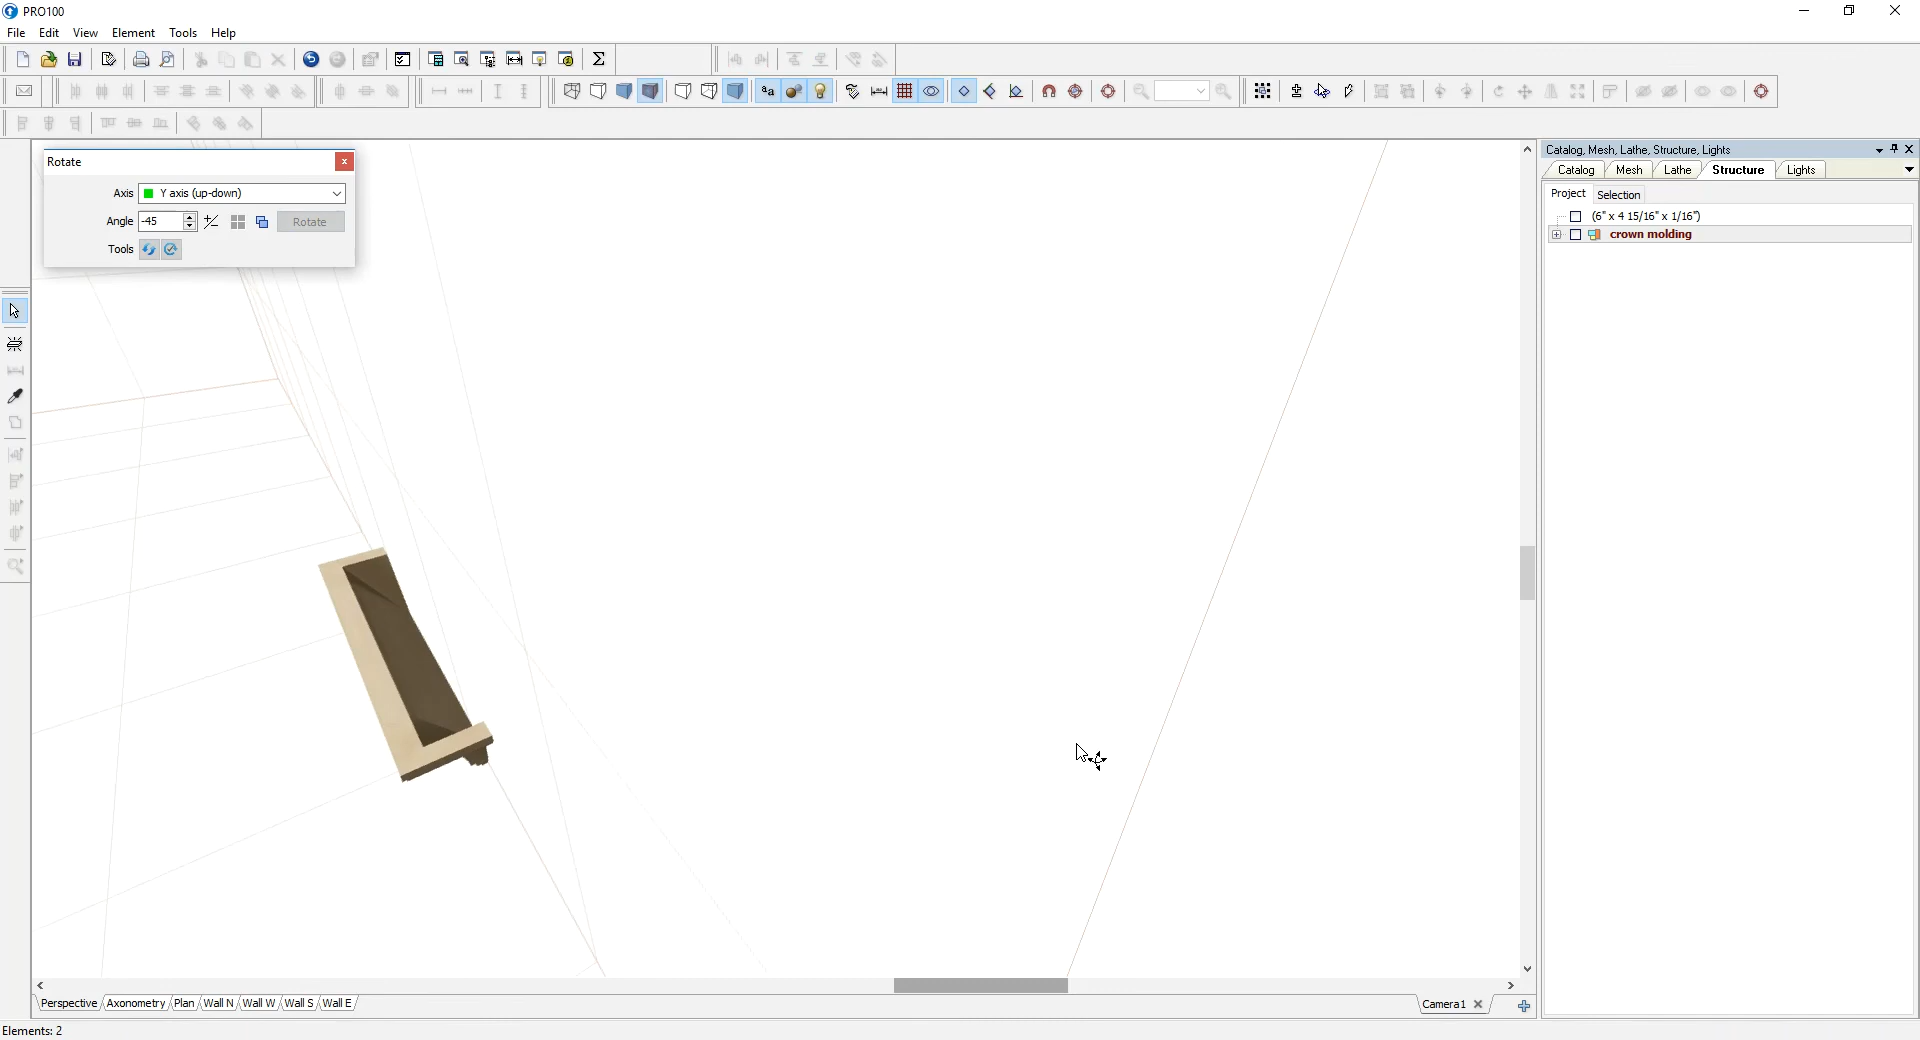 PRO100
File Edit View Element Tools Help
Rotate
Axis Y axis (up-down)
Angle -45 Rotate
Tools
Catalog, Mesh, Lathe, Structure, Lights
Catalog Mesh Lathe Structure Lights
Project Selection
(6" x 4 15/16" x 1/16")
crown molding
Perspective Axonometry Plan Wall N Wall W Wall S Wall E
Camera1
Elements: 2